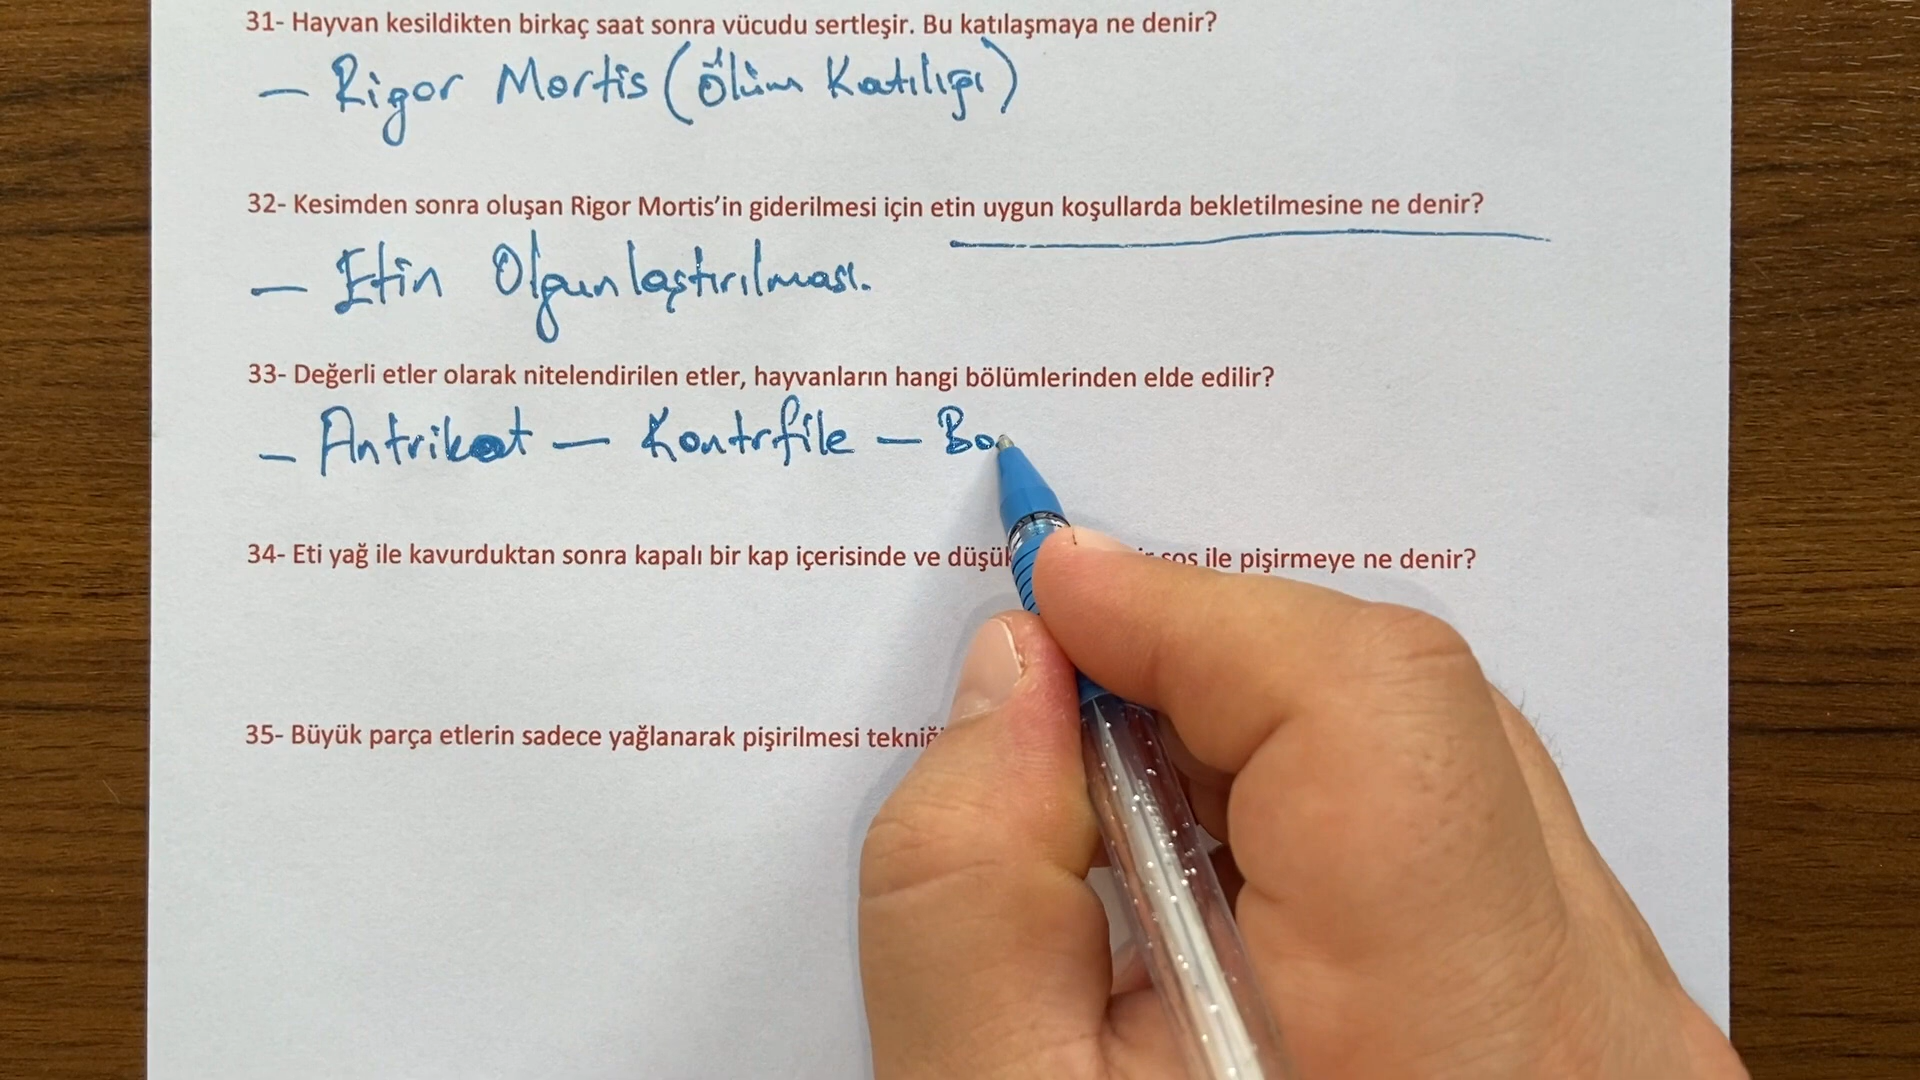 31- Hayvan kesildikten birkaç saat sonra vücudu sertleşir. Bu katılaşmaya ne denir?
– Rigor Mortis (Ölüm Katılığı)
32- Kesimden sonra oluşan Rigor Mortis’in giderilmesi için etin uygun koşullarda bekletilmesine ne denir?
– Etin Olgunlaştırılması.
33- Değerli etler olarak nitelendirilen etler, hayvanların hangi bölümlerinden elde edilir?
– Antrikot – Kontrfile – Bo
34- Eti yağ ile kavurduktan sonra kapalı bir kap içerisinde ve sos ile pişirmeye ne denir?
35- Büyük parça etlerin sadece yağlanarak pişirilmesi